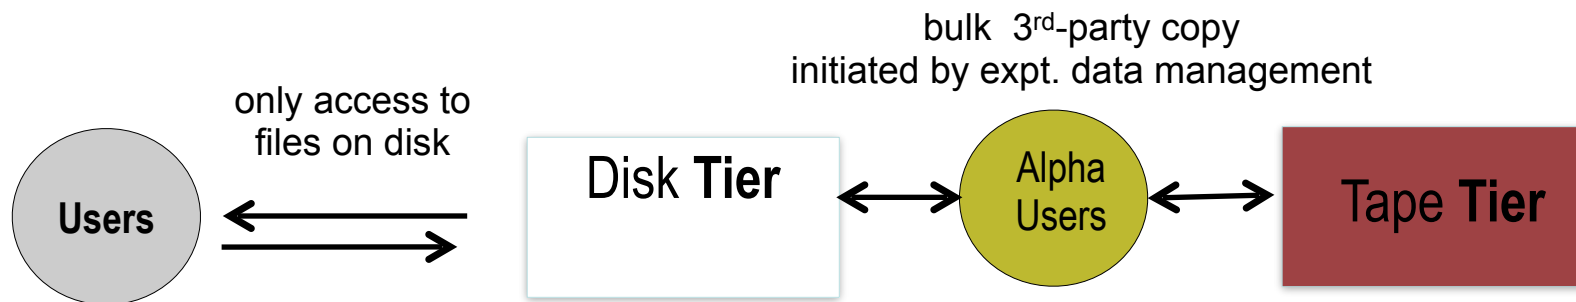 bulk 3rd-party copy
initiated by expt. data management
only access to
files on disk
Users
Disk Tier
Alpha
Users
Tape Tier